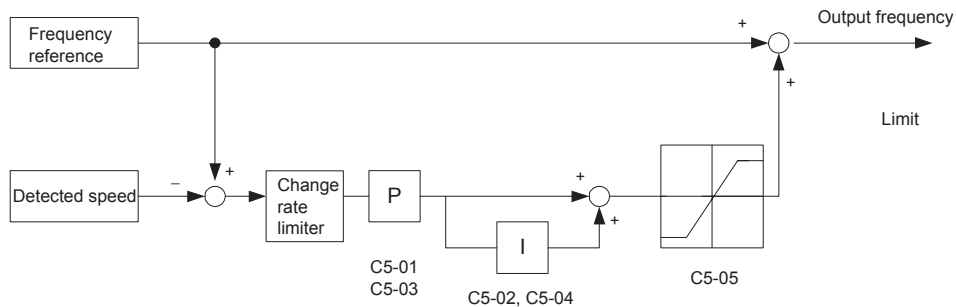 Frequency
reference
+
Output frequency
+
Limit
Detected speed
–
+
Change
rate
limiter
P
+
+
I
C5-01
C5-03
C5-02, C5-04
C5-05